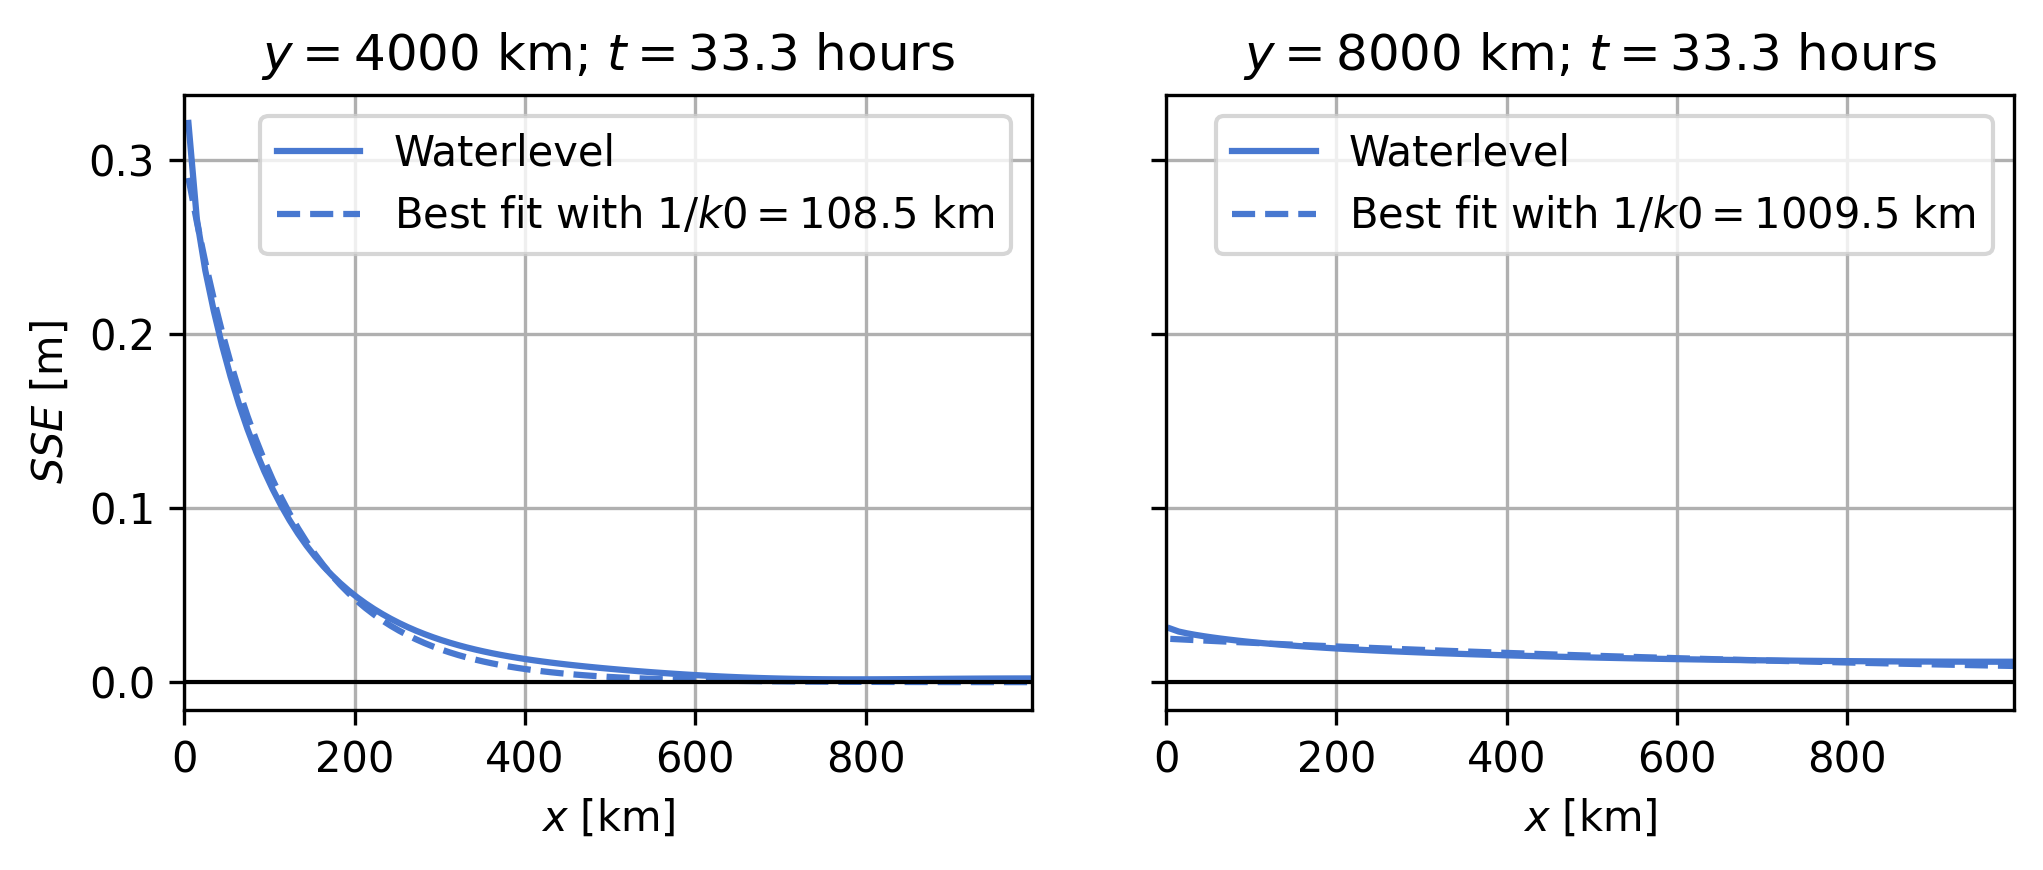 y = 4000 km; t = 33.3 hours
Waterlevel
Best fit with 1/k0 = 108.5 km
0.3
0.2
0.1
0.0
SSE [m]
0 200 400 600 800
x [km]
y = 8000 km; t = 33.3 hours
Waterlevel
Best fit with 1/k0 = 1009.5 km
0 200 400 600 800
x [km]